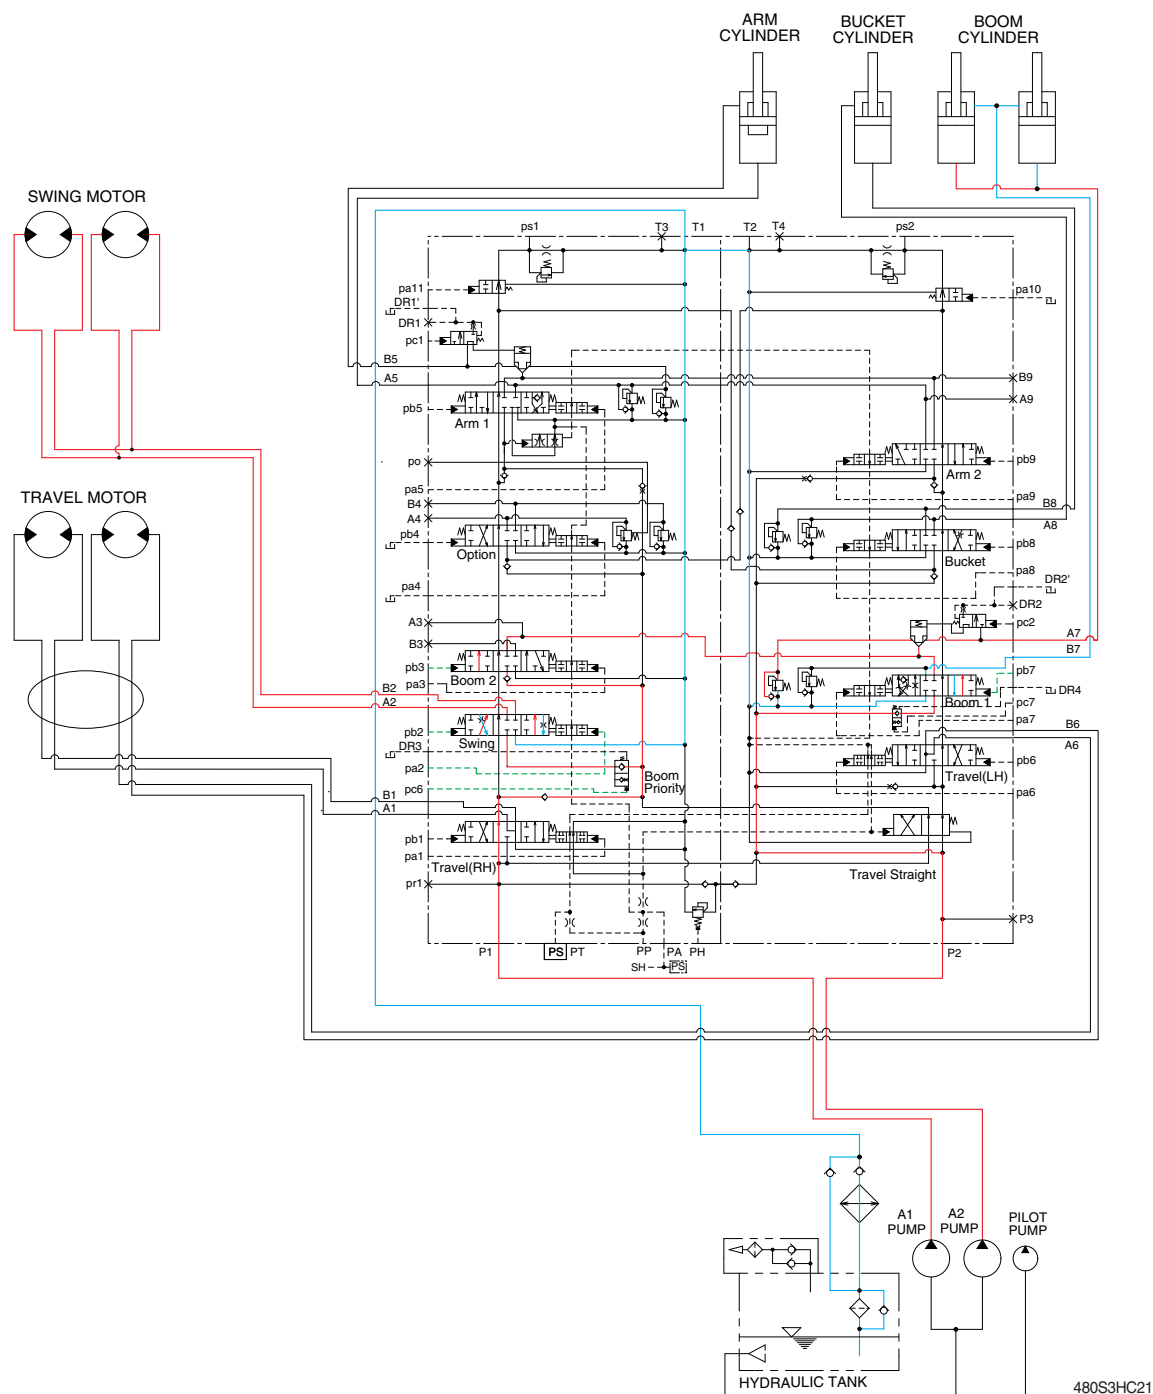 ARM
CYLINDER
BUCKET
CYLINDER
BOOM
CYLINDER
SWING MOTOR
TRAVEL MOTOR
ps1
T3
T1
T2
T4
ps2
pa11
pa10
DR1'
DR1
pc1
B5
A5
B9
A9
pb5
Arm 1
po
pb9
Arm 2
pa5
pa9
B4
B8
A4
A8
pb4
Option
Bucket
pb8
pa8
DR2'
pa4
DR2
A3
pc2
B3
A7
B7
pb3
Boom 2
pb7
pa3
Boom 1
DR4
B2
pc7
A2
pa7
pb2
Swing
B6
DR3
A6
pa2
Boom
Priority
Travel(LH)
pb6
pc6
pa6
B1
A1
pb1
pa1
Travel(RH)
Travel Straight
pr1
P3
P1
PS
PT
PP
PA
PH
P2
SH
PS
A1
PUMP
A2
PUMP
PILOT
PUMP
HYDRAULIC TANK
480S3HC21